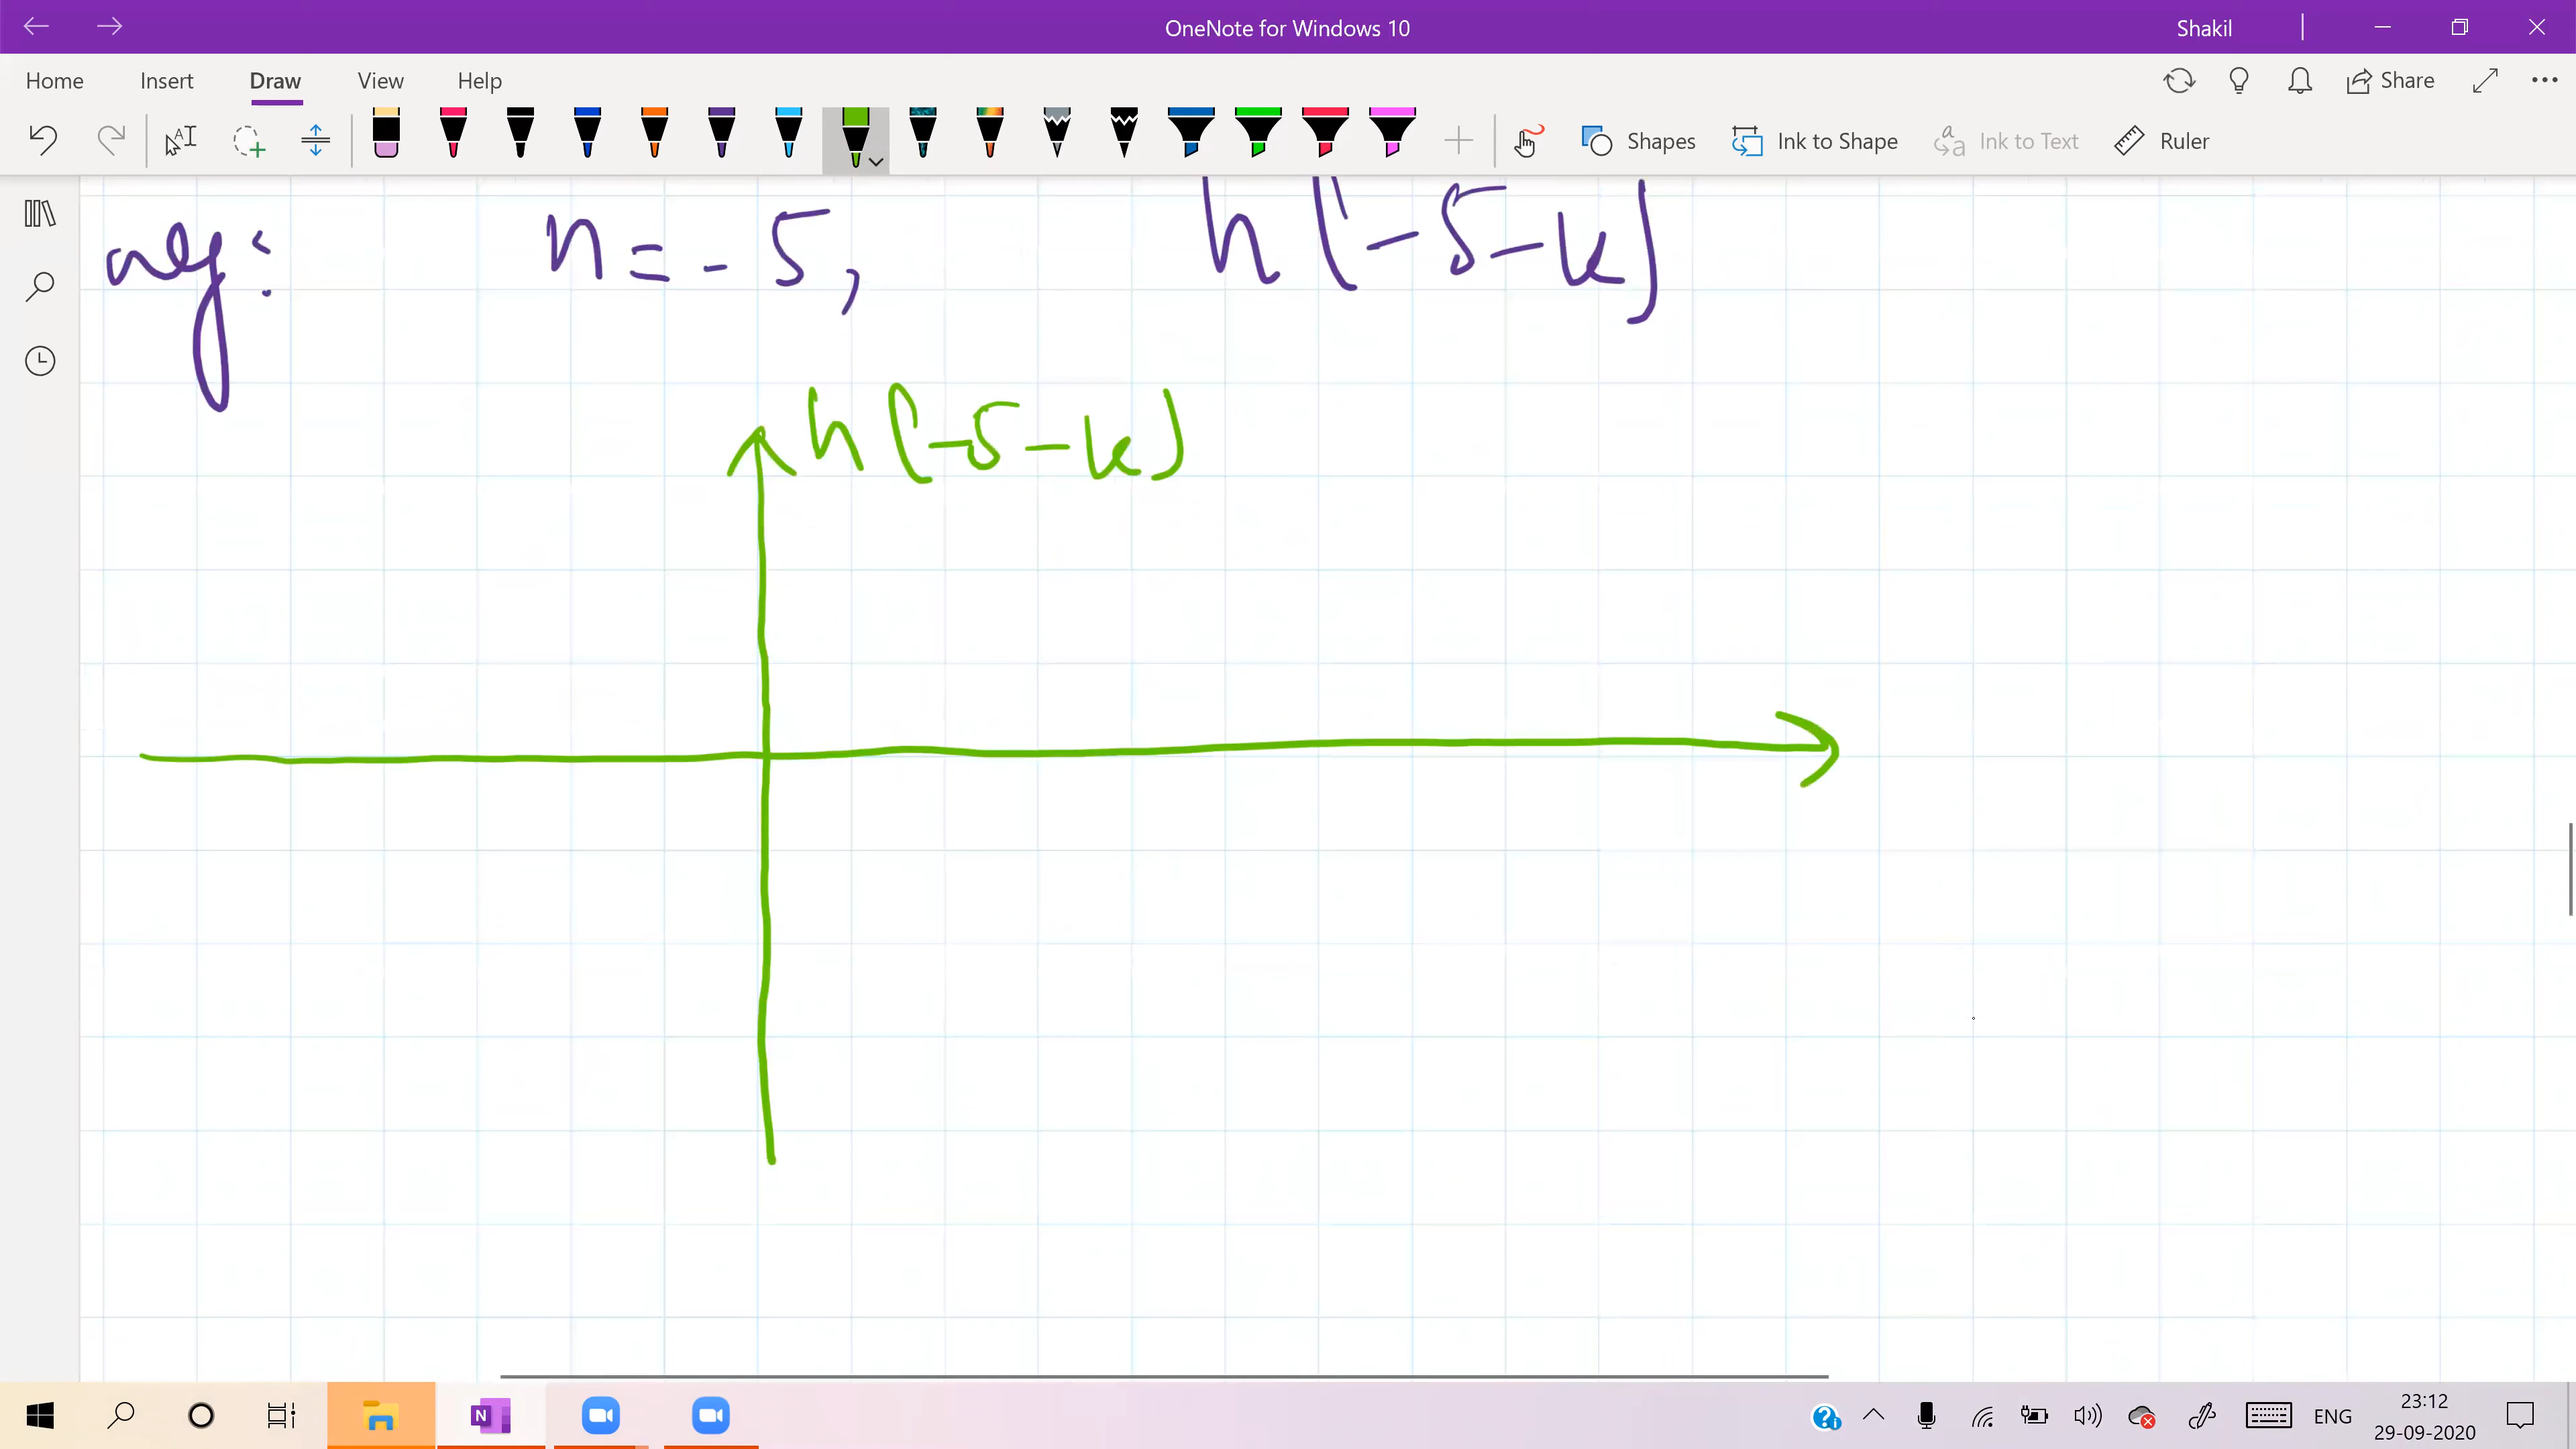 OneNote for Windows 10 Shakil
Home Insert Draw View Help Share
Shapes Ink to Shape Ink to Text Ruler
neg: n = -5, h(-5-k)
h(-5-k)
ENG 23:12
29-09-2020